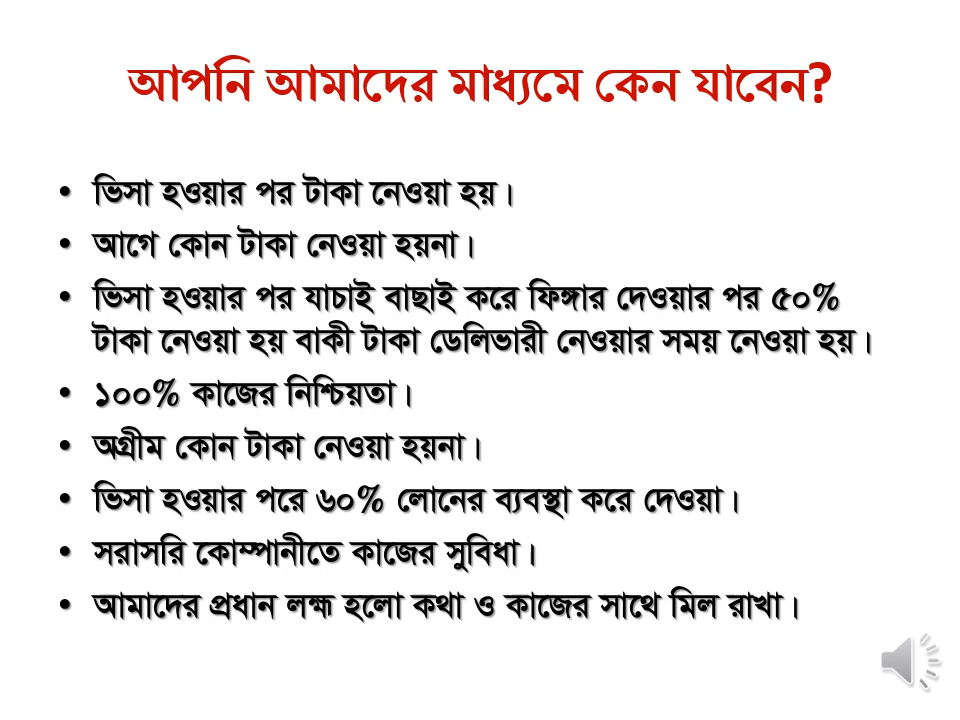 আপনি আমাদের মাধ্যমে কেন যাবেন?
• ভিসা হওয়ার পর টাকা নেওয়া হয়।
• আগে কোন টাকা নেওয়া হয়না।
• ভিসা হওয়ার পর যাচাই বাছাই করে ফিঙ্গার দেওয়ার পর ৫০%
টাকা নেওয়া হয় বাকী টাকা ডেলিভারী নেওয়ার সময় নেওয়া হয়।
• ১০০% কাজের নিশ্চিয়তা।
• অগ্রীম কোন টাকা নেওয়া হয়না।
• ভিসা হওয়ার পরে ৬০% লোনের ব্যবস্থা করে দেওয়া।
• সরাসরি কোম্পানীতে কাজের সুবিধা।
• আমাদের প্রধান লক্ষ হলো কথা ও কাজের সাথে মিল রাখা।